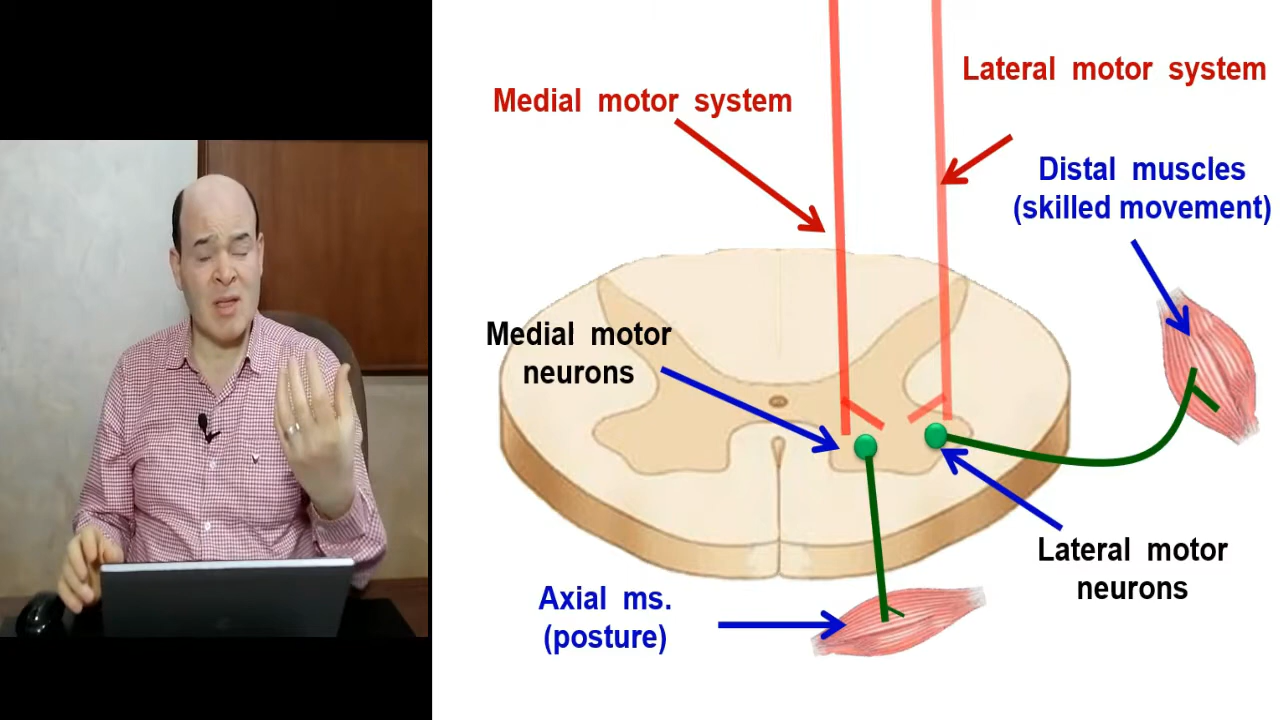 Medial motor system
Lateral motor system
Distal muscles
(skilled movement)
Medial motor
neurons
Lateral motor
neurons
Axial ms.
(posture)